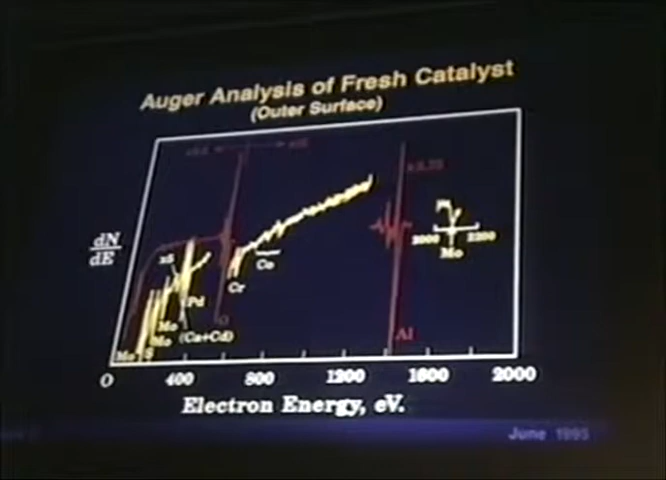 Auger Analysis of Fresh Catalyst
(Outer Surface)
dN
dE
x5
Pd
Mo
Mo
(Ca+Cd)
Mo
S
O
Cr
Co
Al
2000 2200
Mo
0 400 800 1200 1600 2000
Electron Energy, eV.
June 1995